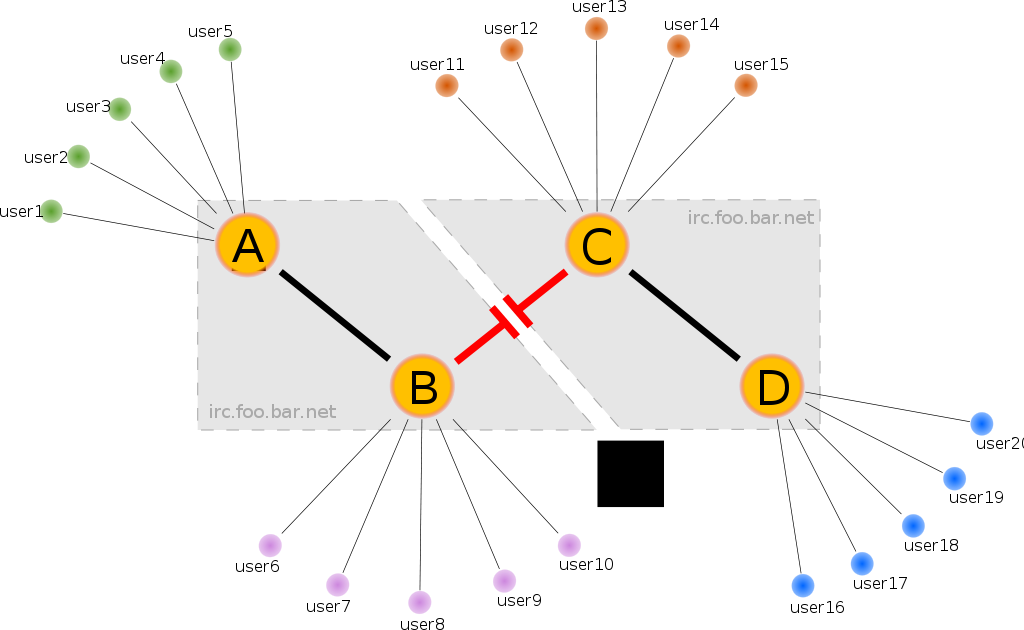 user13
user14
user12
user5
user4
user11
user15
user3
user2
user1
irc.foo.bar.net
A
C
B
D
irc.foo.bar.net
user20
user19
user18
user10
user6
user17
user9
user7
user16
user8